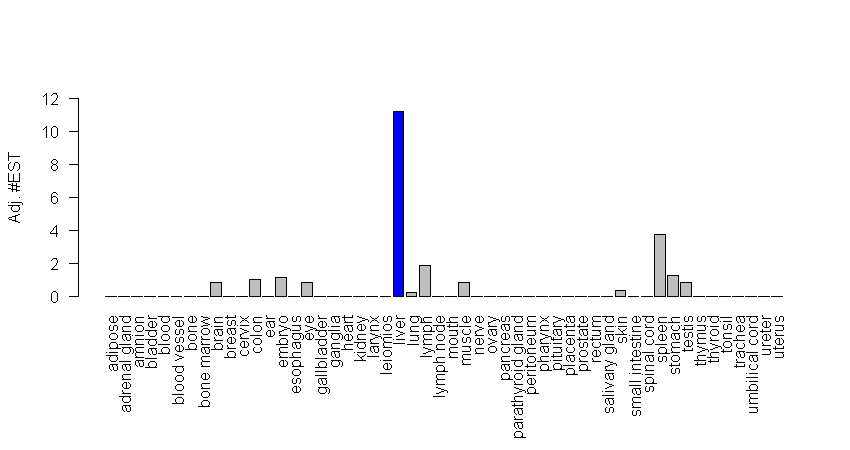 Adj. #EST
12
10
8
6
4
2
0
adipose
adrenal gland
amnion
bladder
blood
blood vessel
bone
bone marrow
brain
breast
cervix
colon
ear
embryo
esophagus
eye
gallbladder
ganglia
heart
kidney
larynx
leiomios
liver
lung
lymph
lymph node
mouth
muscle
nerve
ovary
pancreas
parathyroid gland
peritoneum
pharynx
pituitary
placenta
prostate
rectum
salivary gland
skin
small intestine
spinal cord
spleen
stomach
testis
thymus
thyroid
tonsil
trachea
umbilical cord
ureter
uterus